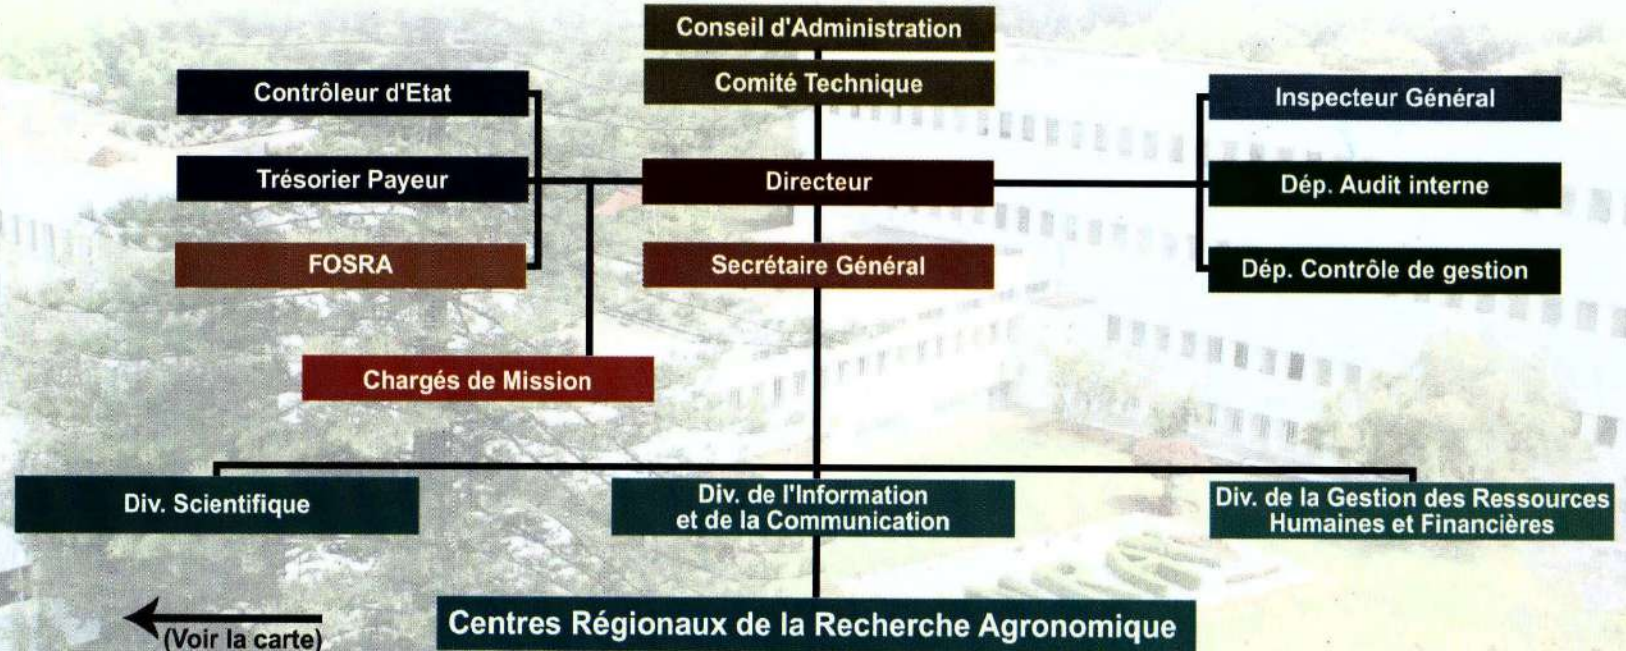 Conseil d'Administration
Comité Technique
Contrôleur d'Etat
Inspecteur Général
Trésorier Payeur
Directeur
Dép. Audit interne
FOSRA
Secrétaire Général
Dép. Contrôle de gestion
Chargés de Mission
Div. Scientifique
Div. de l'Information
et de la Communication
Div. de la Gestion des Ressources
Humaines et Financières
INRA
(Voir la carte)
Centres Régionaux de la Recherche Agronomique